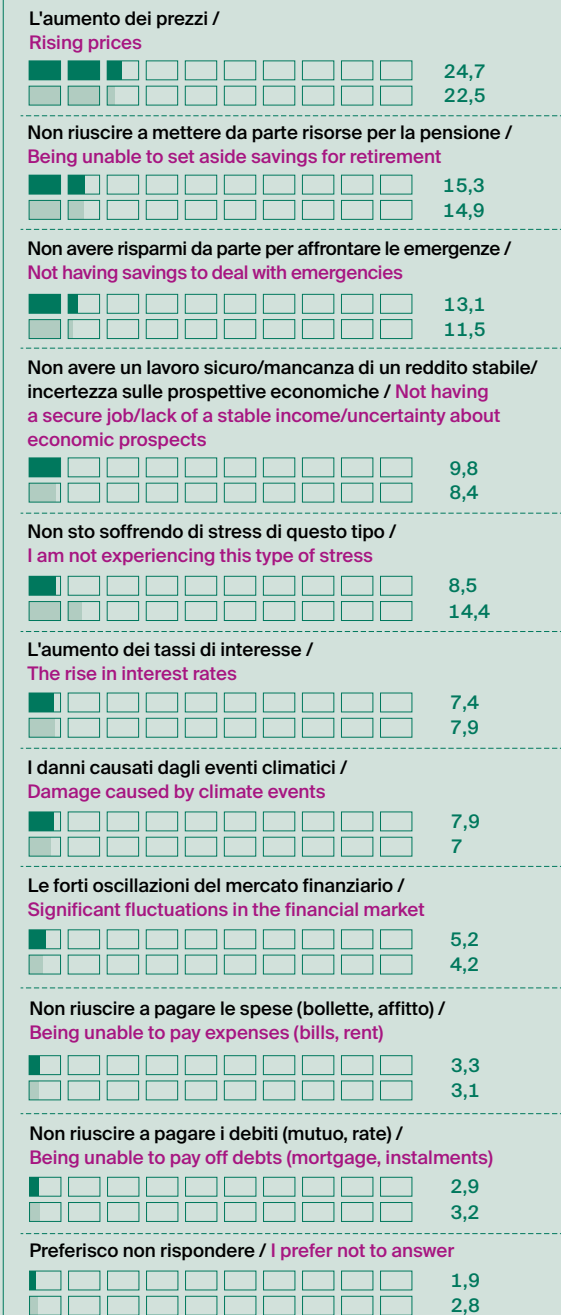 L'aumento dei prezzi /
Rising prices
24,7
22,5
Non riuscire a mettere da parte risorse per la pensione /
Being unable to set aside savings for retirement
15,3
14,9
Non avere risparmi da parte per affrontare le emergenze /
Not having savings to deal with emergencies
13,1
11,5
Non avere un lavoro sicuro/mancanza di un reddito stabile/
incertezza sulle prospettive economiche / Not having
a secure job/lack of a stable income/uncertainty about
economic prospects
9,8
8,4
Non sto soffrendo di stress di questo tipo /
I am not experiencing this type of stress
8,5
14,4
L'aumento dei tassi di interesse /
The rise in interest rates
7,4
7,9
I danni causati dagli eventi climatici /
Damage caused by climate events
7,9
7
Le forti oscillazioni del mercato finanziario /
Significant fluctuations in the financial market
5,2
4,2
Non riuscire a pagare le spese (bollette, affitto) /
Being unable to pay expenses (bills, rent)
3,3
3,1
Non riuscire a pagare i debiti (mutuo, rate) /
Being unable to pay off debts (mortgage, instalments)
2,9
3,2
Preferisco non rispondere / I prefer not to answer
1,9
2,8